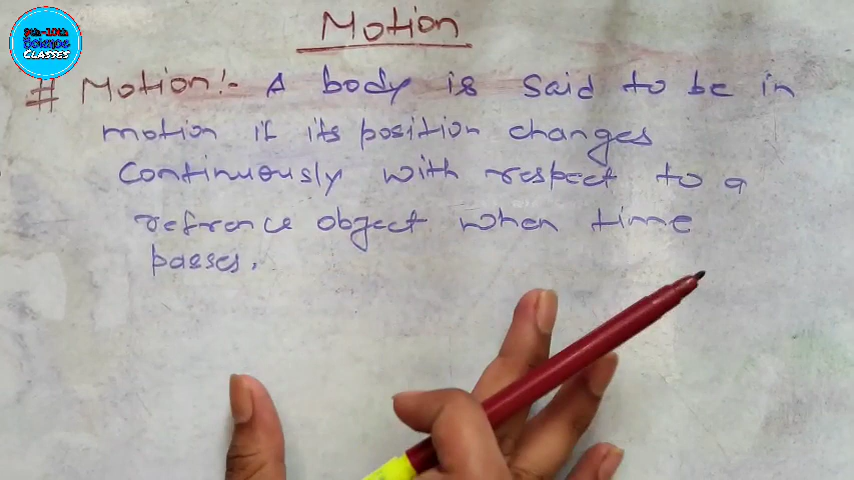 9th-10th
Science
CLASSES
Motion
# Motion:- A body is said to be in
motion if its position changes
continuously with respect to a
refrence object when time
passes.